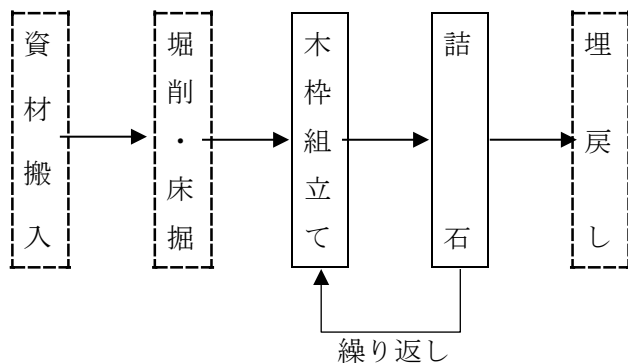 資材搬入
堀削・床掘
木枠組立て
詰石
埋戻し
繰り返し